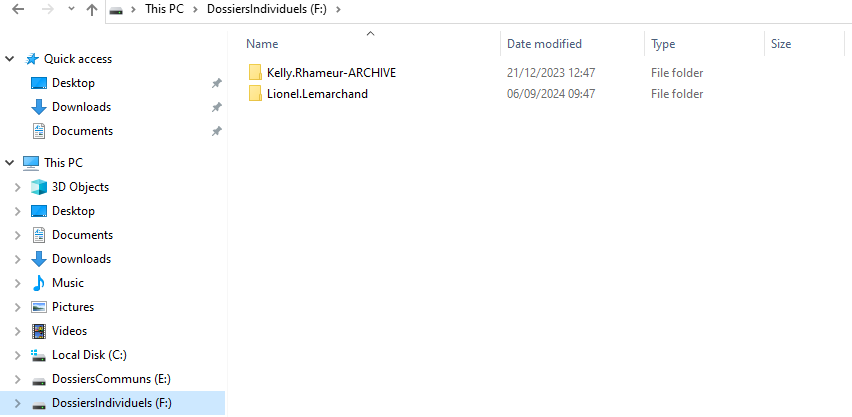 This PC > DossiersIndividuels (F:) >
Name Date modified Type Size
Kelly.Rhameur-ARCHIVE 21/12/2023 12:47 File folder
Lionel.Lemarchand 06/09/2024 09:47 File folder
Quick access
Desktop
Downloads
Documents
This PC
3D Objects
Desktop
Documents
Downloads
Music
Pictures
Videos
Local Disk (C:)
DossiersCommuns (E:)
DossiersIndividuels (F:)